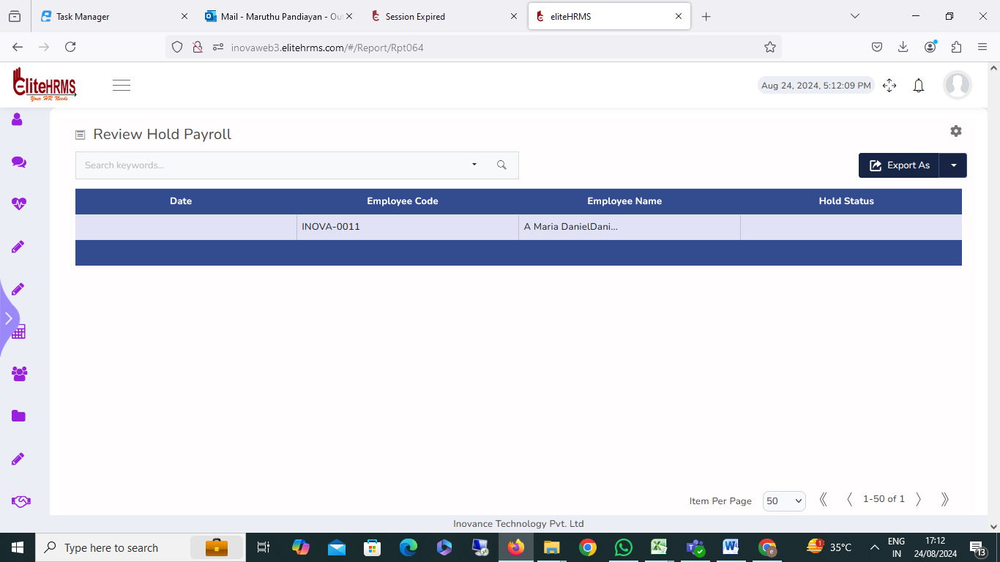 Task Manager
Mail - Maruthu Pandiayan - Ou
Session Expired
eliteHRMS
inovaweb3.elitehrms.com/#/Report/Rpt064
EliteHRMS
Your HR Needs
Aug 24, 2024, 5:12:09 PM
Review Hold Payroll
Search keywords...
Export As
Date Employee Code Employee Name Hold Status
INOVA-0011 A Maria DanielDani...
Item Per Page 50 1-50 of 1
Inovance Technology Pvt. Ltd
Type here to search
1
35°C
ENG
IN
17:12
24/08/2024
13